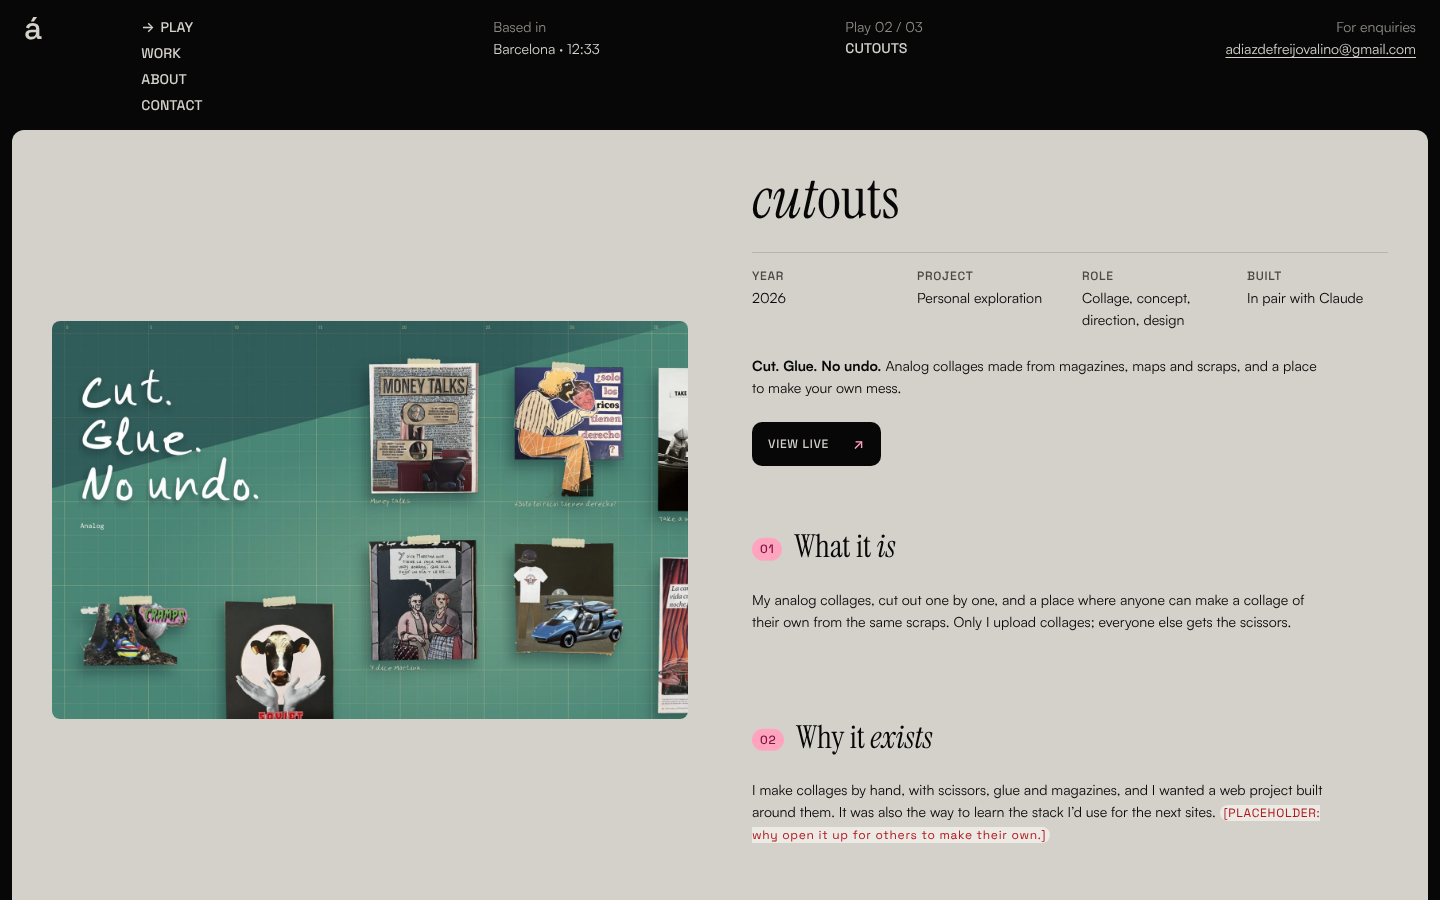 á
→ PLAY
WORK
ABOUT
CONTACT
Based in
Barcelona • 12:33
Play 02 / 03
CUTOUTS
For enquiries
adiazdefreijovalino@gmail.com
cutouts
YEAR
2026
PROJECT
Personal exploration
ROLE
Collage, concept,
direction, design
BUILT
In pair with Claude
Cut. Glue. No undo. Analog collages made from magazines, maps and scraps, and a place
to make your own mess.
VIEW LIVE
Cut.
Glue.
No undo.
Analog
MONEY TALKS
Money talks
¿solo
los
ricos
tienen
derecho
?
¿Solo los ricos tienen derecho?
TAKE
CRAMPS
Y dice Martina...
01 What it is
My analog collages, cut out one by one, and a place where anyone can make a collage of
their own from the same scraps. Only I upload collages; everyone else gets the scissors.
02 Why it exists
I make collages by hand, with scissors, glue and magazines, and I wanted a web project built
around them. It was also the way to learn the stack I'd use for the next sites. [PLACEHOLDER:
why open it up for others to make their own.]